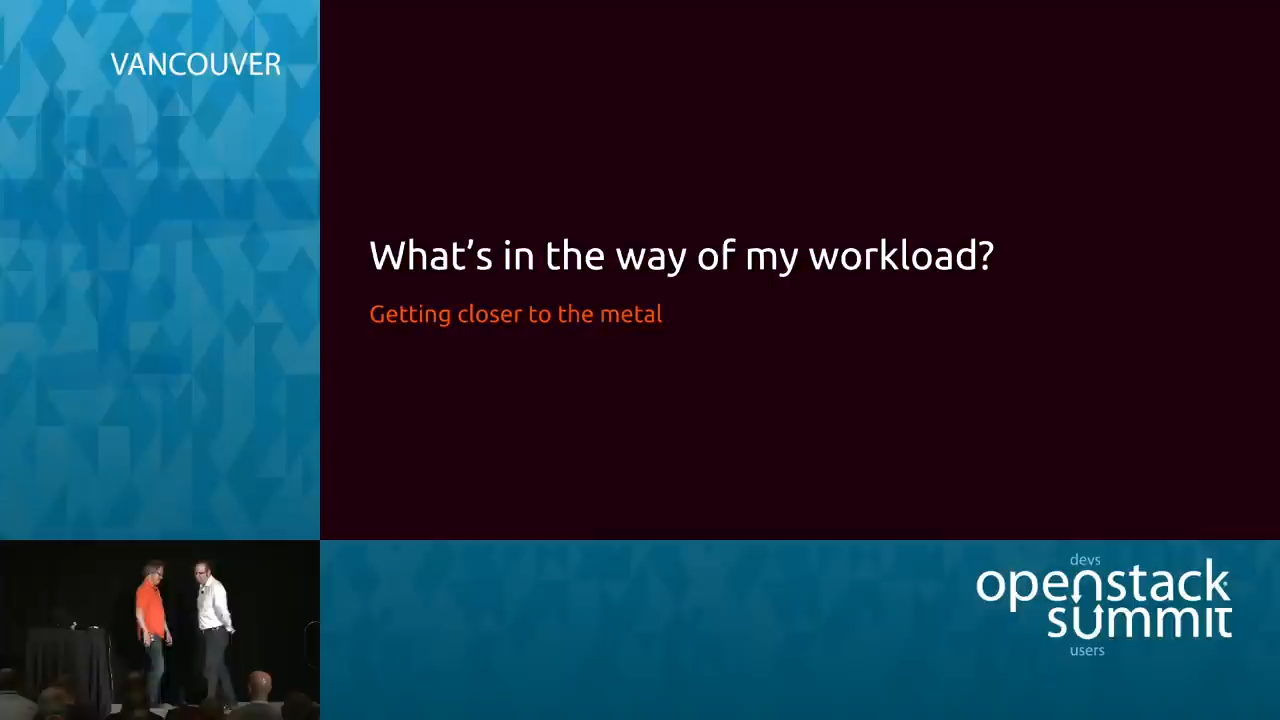 VANCOUVER
What's in the way of my workload?
Getting closer to the metal
devs
openstack
summit
users